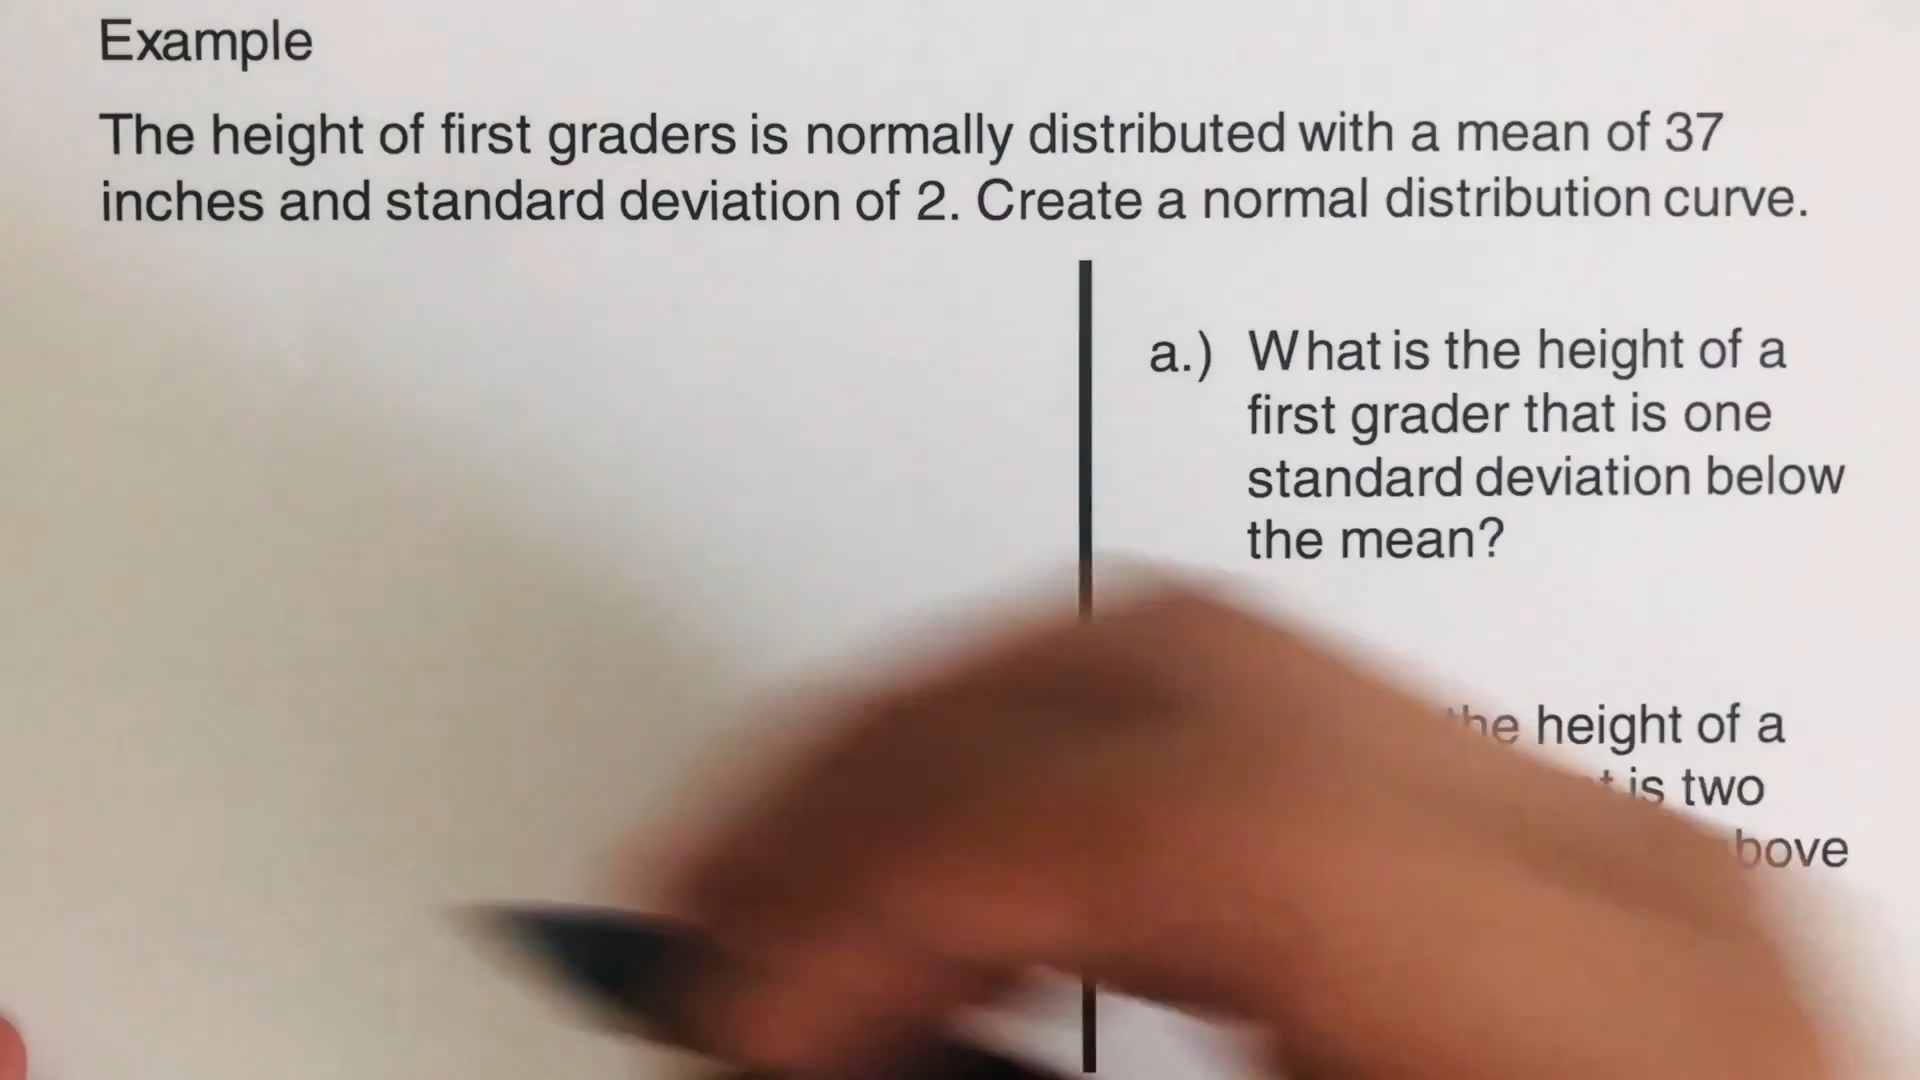 Example
The height of first graders is normally distributed with a mean of 37
inches and standard deviation of 2. Create a normal distribution curve.
a.) What is the height of a
first grader that is one
standard deviation below
the mean?
the height of a
is two